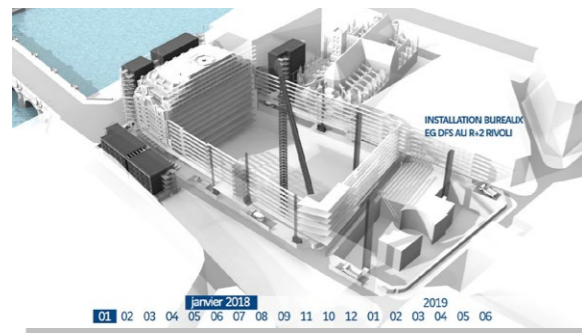 INSTALLATION BUREAUX
EG DFS AU R+2 RIVOLI
janvier 2018 2019
01 02 03 04 05 06 07 08 09 11 10 12 01 02 03 04 05 06